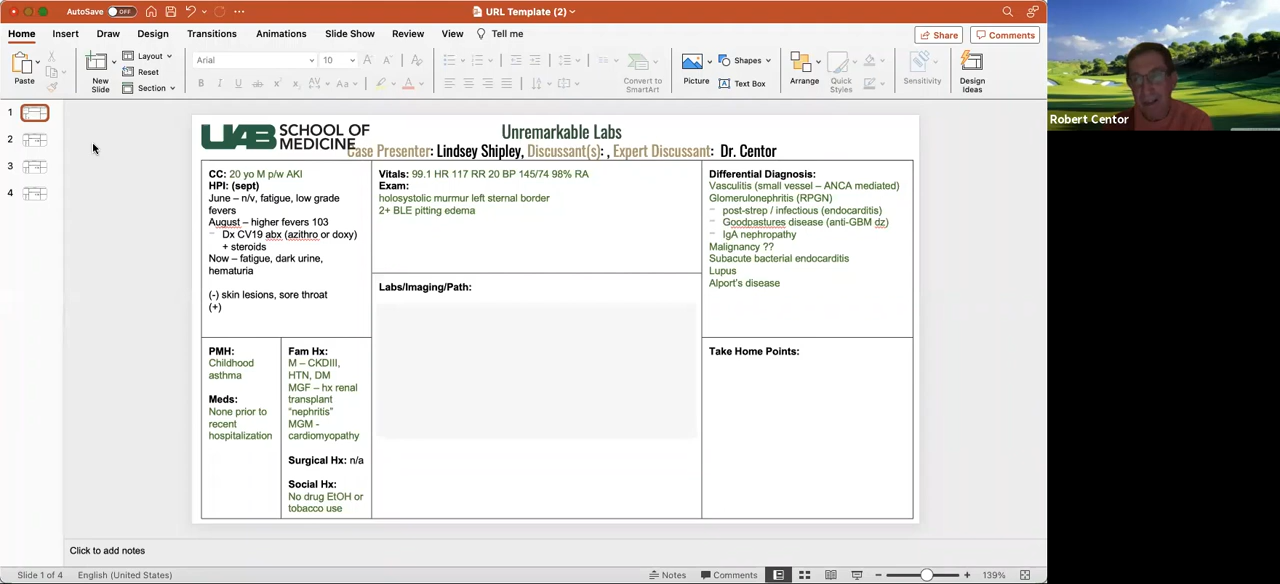 AutoSave OFF
URL Template (2)
Home Insert Draw Design Transitions Animations Slide Show Review View Tell me
Share Comments
Paste
New Slide
Layout
Reset
Section
Arial 10
Convert to SmartArt
Picture
Shapes
Text Box
Arrange
Quick Styles
Sensitivity
Design Ideas
Robert Centor
1
2
3
4
UAB SCHOOL OF MEDICINE
Unremarkable Labs
Case Presenter: Lindsey Shipley, Discussant(s): , Expert Discussant: Dr. Centor
CC: 20 yo M p/w AKI
HPI: (sept)
June – n/v, fatigue, low grade
fevers
August – higher fevers 103
- Dx CV19 abx (azithro or doxy)
+ steroids
Now – fatigue, dark urine,
hematuria
(-) skin lesions, sore throat
(+)
PMH:
Childhood
asthma
Meds:
None prior to
recent
hospitalization
Fam Hx:
M – CKDIII,
HTN, DM
MGF – hx renal
transplant
“nephritis”
MGM -
cardiomyopathy
Surgical Hx: n/a
Social Hx:
No drug EtOH or
tobacco use
Vitals: 99.1 HR 117 RR 20 BP 145/74 98% RA
Exam:
holosystolic murmur left sternal border
2+ BLE pitting edema
Labs/Imaging/Path:
Differential Diagnosis:
Vasculitis (small vessel – ANCA mediated)
Glomerulonephritis (RPGN)
- post-strep / infectious (endocarditis)
- Goodpastures disease (anti-GBM dz)
- IgA nephropathy
Malignancy ??
Subacute bacterial endocarditis
Lupus
Alport's disease
Take Home Points:
Click to add notes
Slide 1 of 4 English (United States) Notes Comments 139%